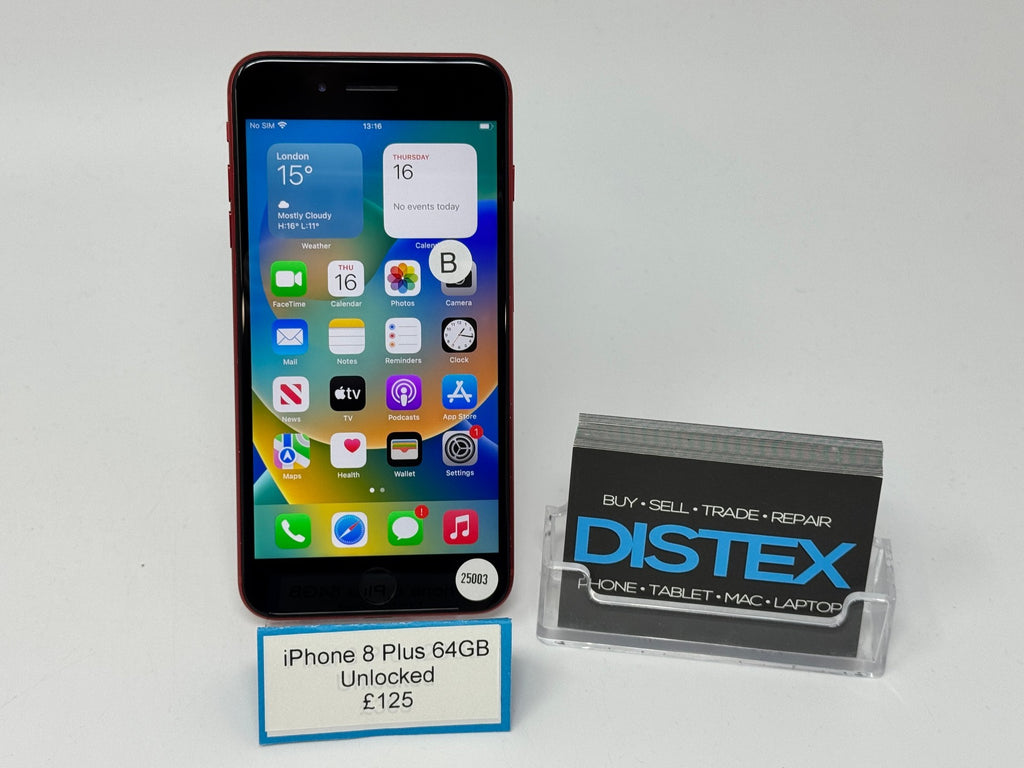 No SIM
13:16
London
15°
Mostly Cloudy
H:16° L:11°
Weather
THURSDAY
16
No events today
Calen
B
THU
16
FaceTime
Calendar
Photos
Camera
Mail
Notes
Reminders
Clock
tv
News
TV
Podcasts
App Store
1
Maps
Health
Wallet
Settings
!
25003
iPhone 8 Plus 64GB
Unlocked
£125
BUY • SELL • TRADE • REPAIR
DISTEX
PHONE • TABLET • MAC • LAPTOP